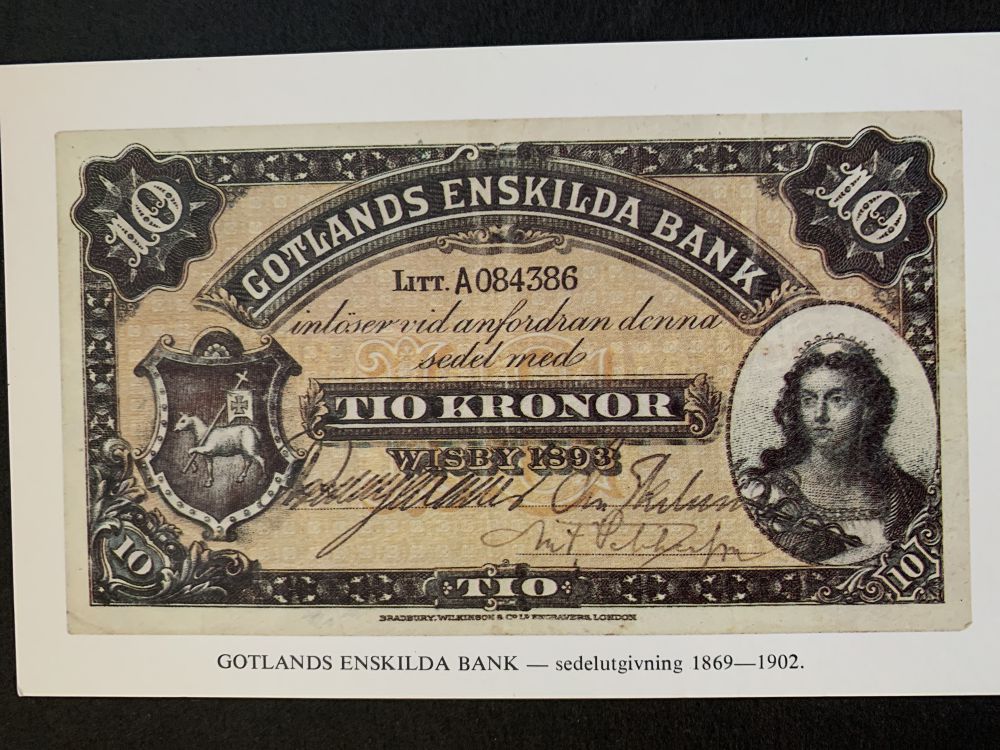 10
10
GOTLANDS ENSKILDA BANK
LITT. A084386
inlöser vid anfordran denna
sedel med
TIO KRONOR
WISBY 1893
10
TIO
10
BRADBURY, WILKINSON & Co Ld ENGRAVERS, LONDON
GOTLANDS ENSKILDA BANK — sedelutgivning 1869—1902.